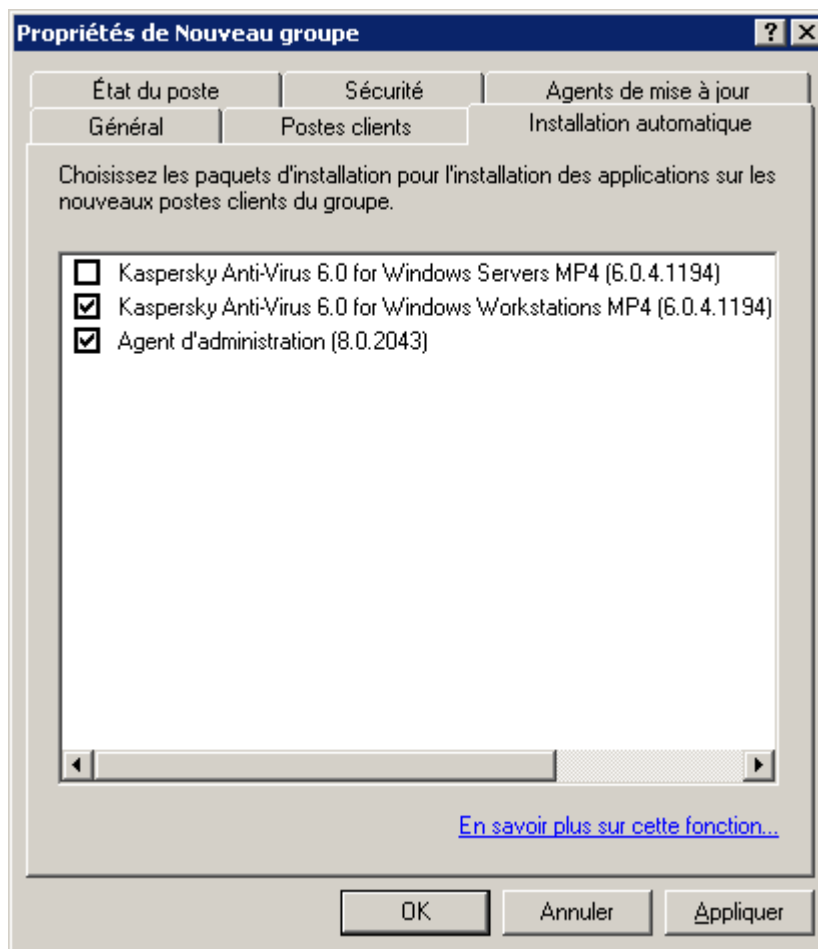 Propriétés de Nouveau groupe
État du poste
Sécurité
Agents de mise à jour
Général
Postes clients
Installation automatique
Choisissez les paquets d'installation pour l'installation des applications sur les
nouveaux postes clients du groupe.
Kaspersky Anti-Virus 6.0 for Windows Servers MP4 (6.0.4.1194)
Kaspersky Anti-Virus 6.0 for Windows Workstations MP4 (6.0.4.1194)
Agent d'administration (8.0.2043)
En savoir plus sur cette fonction...
OK
Annuler
Appliquer